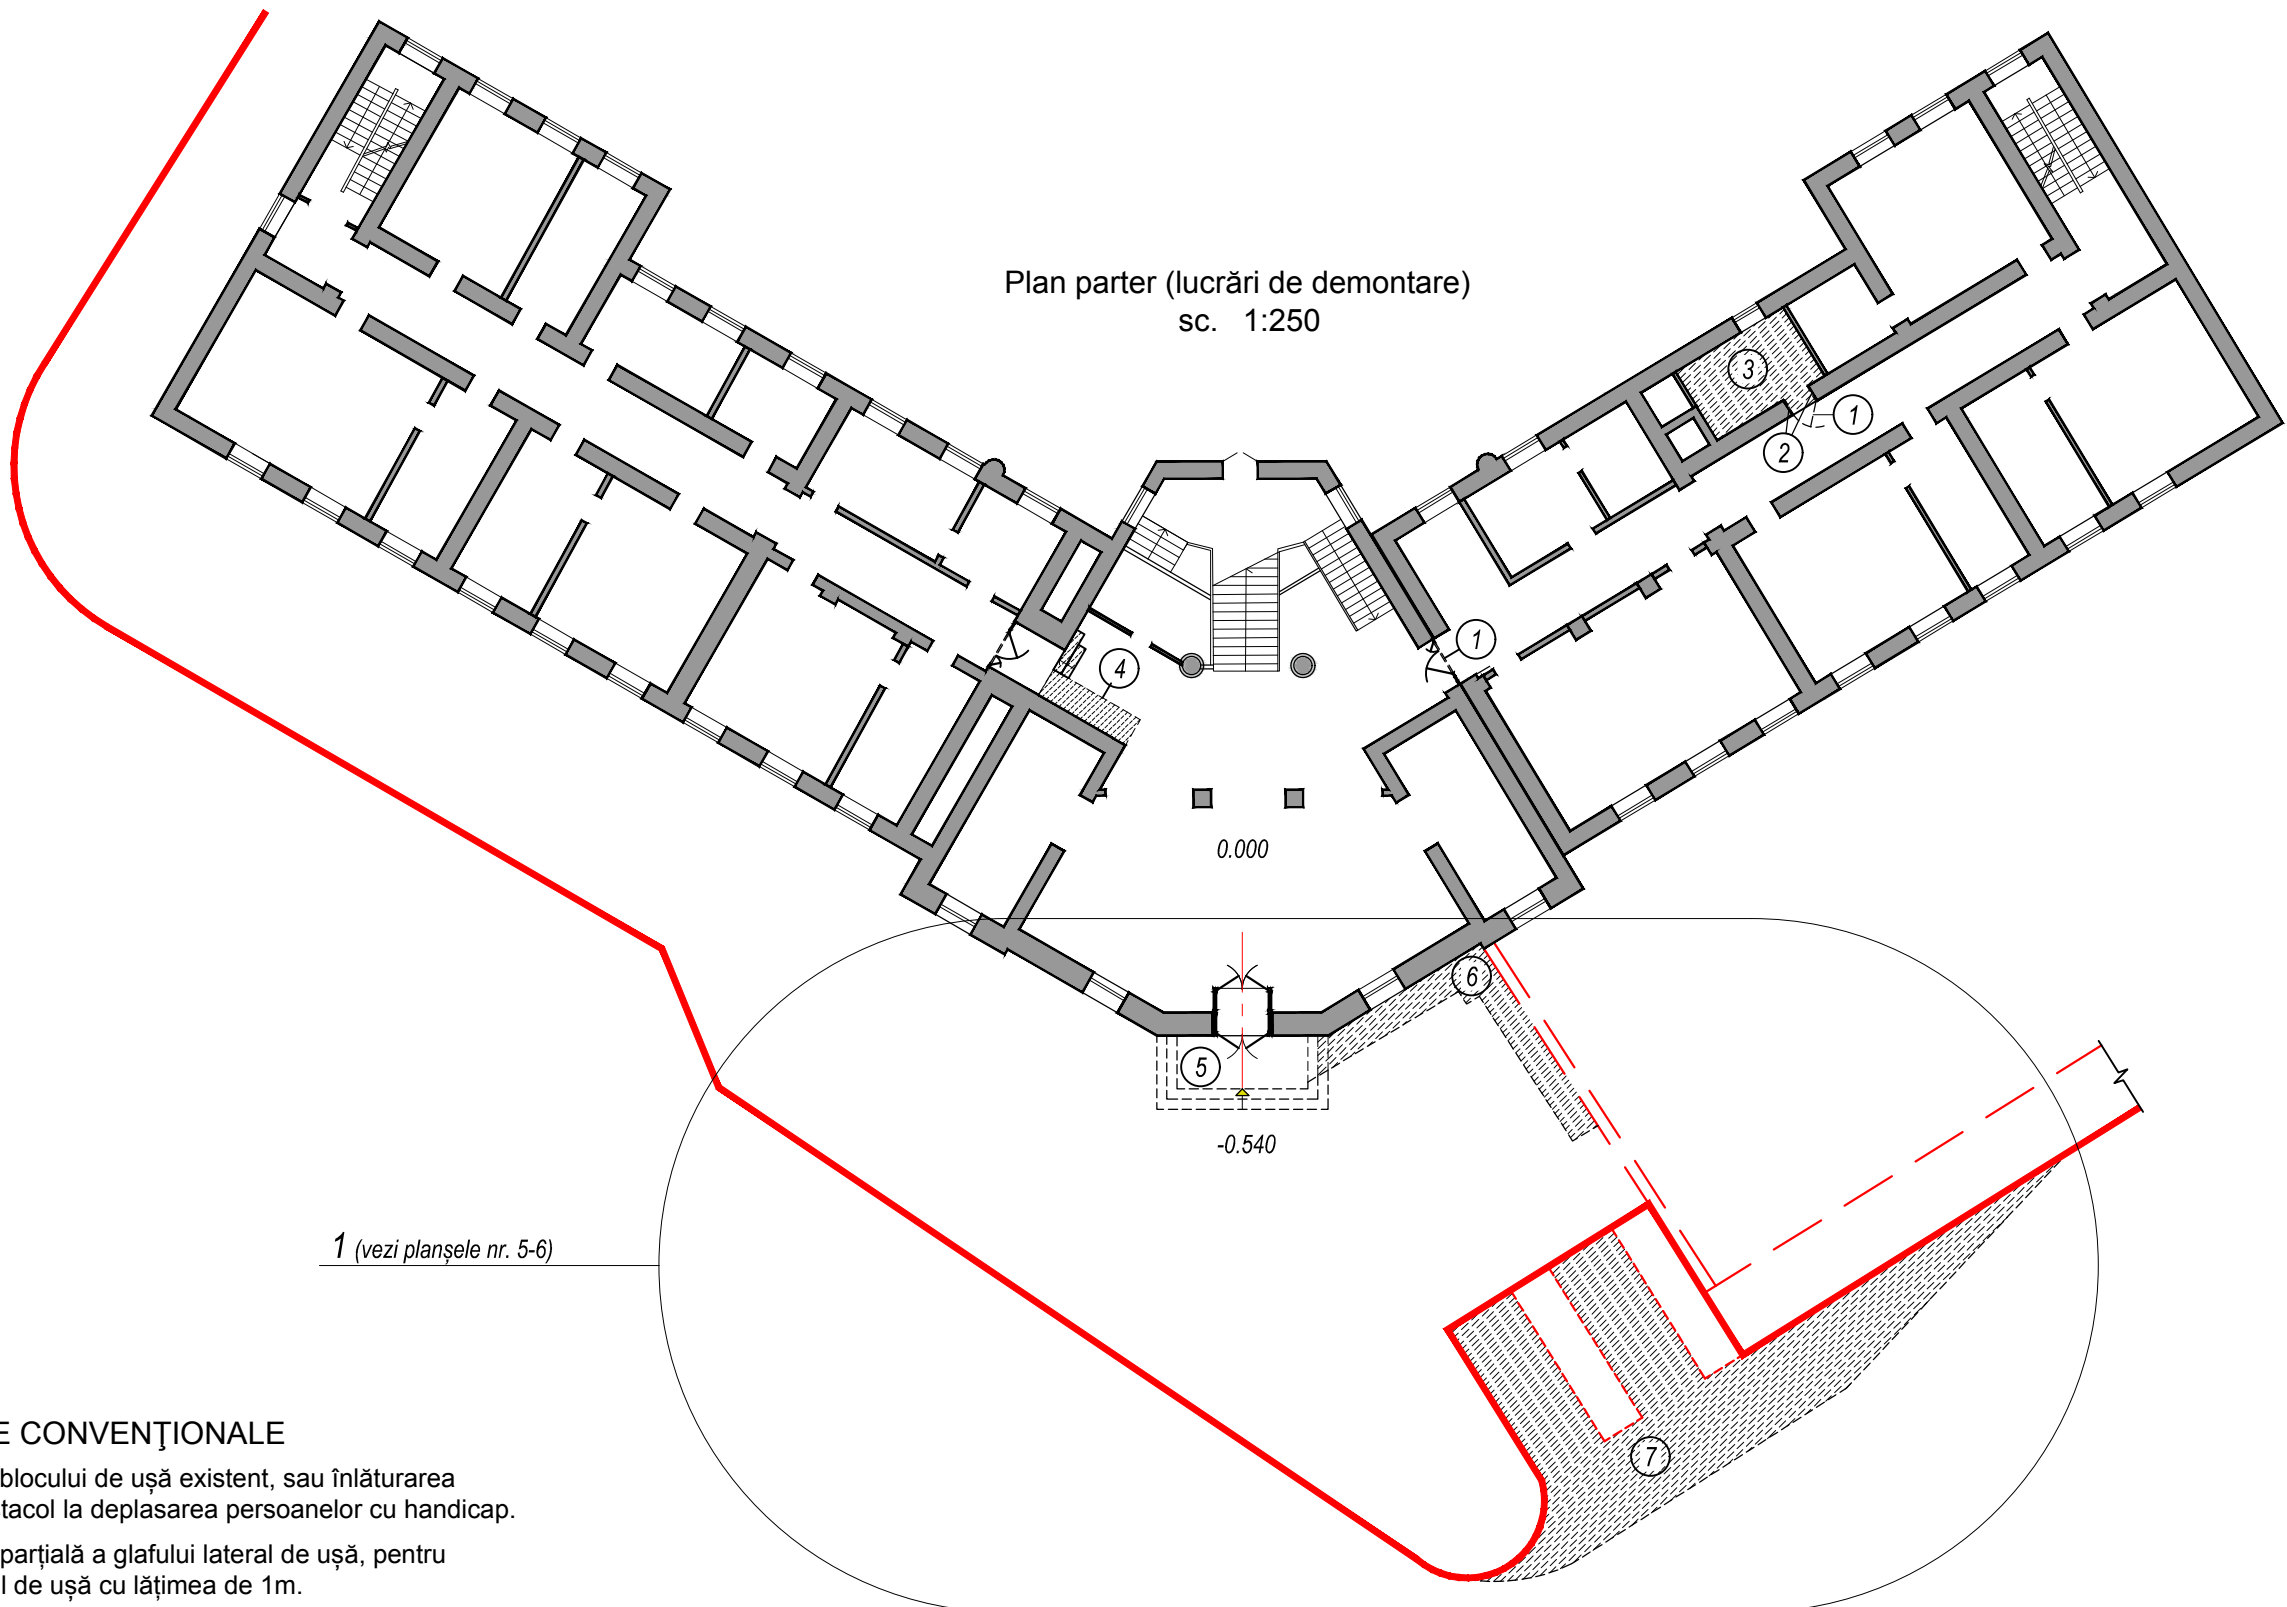 Plan parter (lucrări de demontare)
sc. 1:250
3
1
2
1
4
0.000
6
5
-0.540
1 (vezi planșele nr. 5-6)
7
E CONVENŢIONALE
blocului de ușă existent, sau înlăturarea
tacol la deplasarea persoanelor cu handicap.
parțială a glafului lateral de ușă, pentru
l de ușă cu lățimea de 1m.